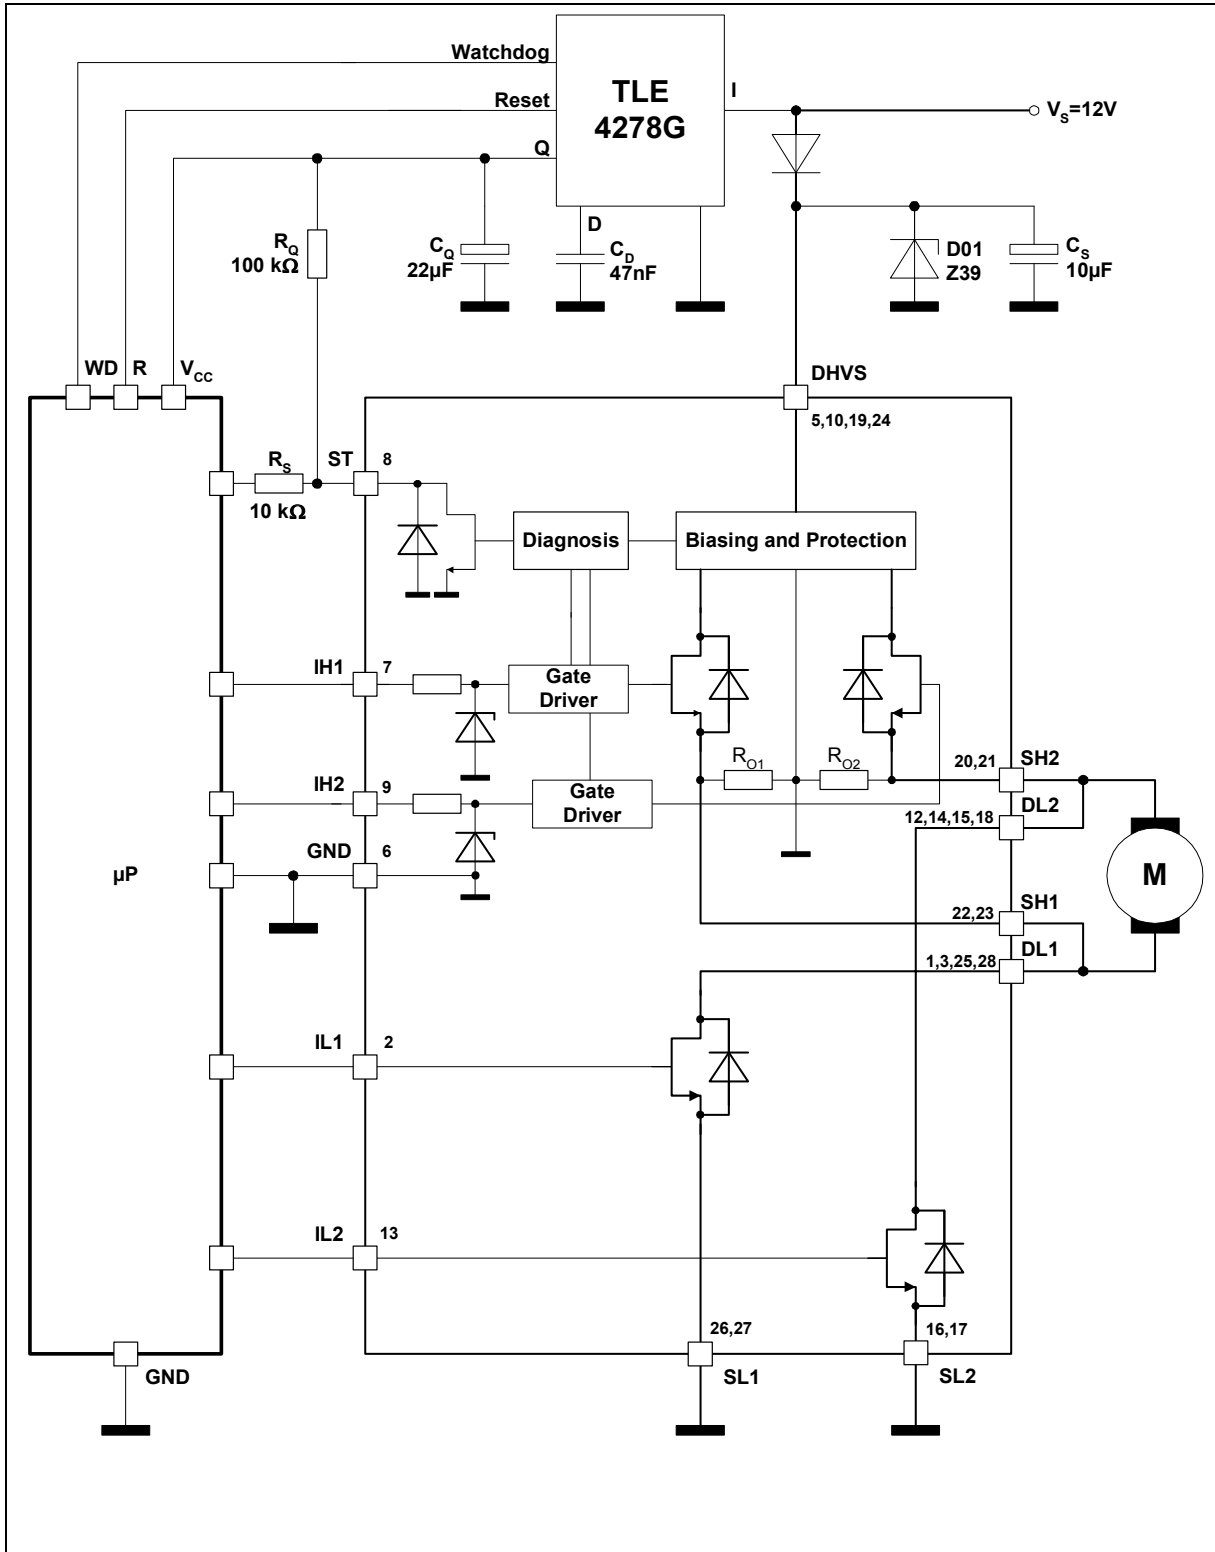 Watchdog
TLE
4278G
I
Reset
V_S=12V
Q
D
R_Q
100 kΩ
C_Q
22µF
C_D
47nF
D01
Z39
C_S
10µF
WD
R
V_CC
DHVS
5,10,19,24
R_S
10 kΩ
ST
8
Diagnosis
Biasing and Protection
IH1
7
Gate
Driver
R_O1
R_O2
20,21
SH2
IH2
9
Gate
Driver
12,14,15,18
DL2
GND
6
µP
M
22,23
SH1
1,3,25,28
DL1
IL1
2
IL2
13
26,27
SL1
16,17
SL2
GND